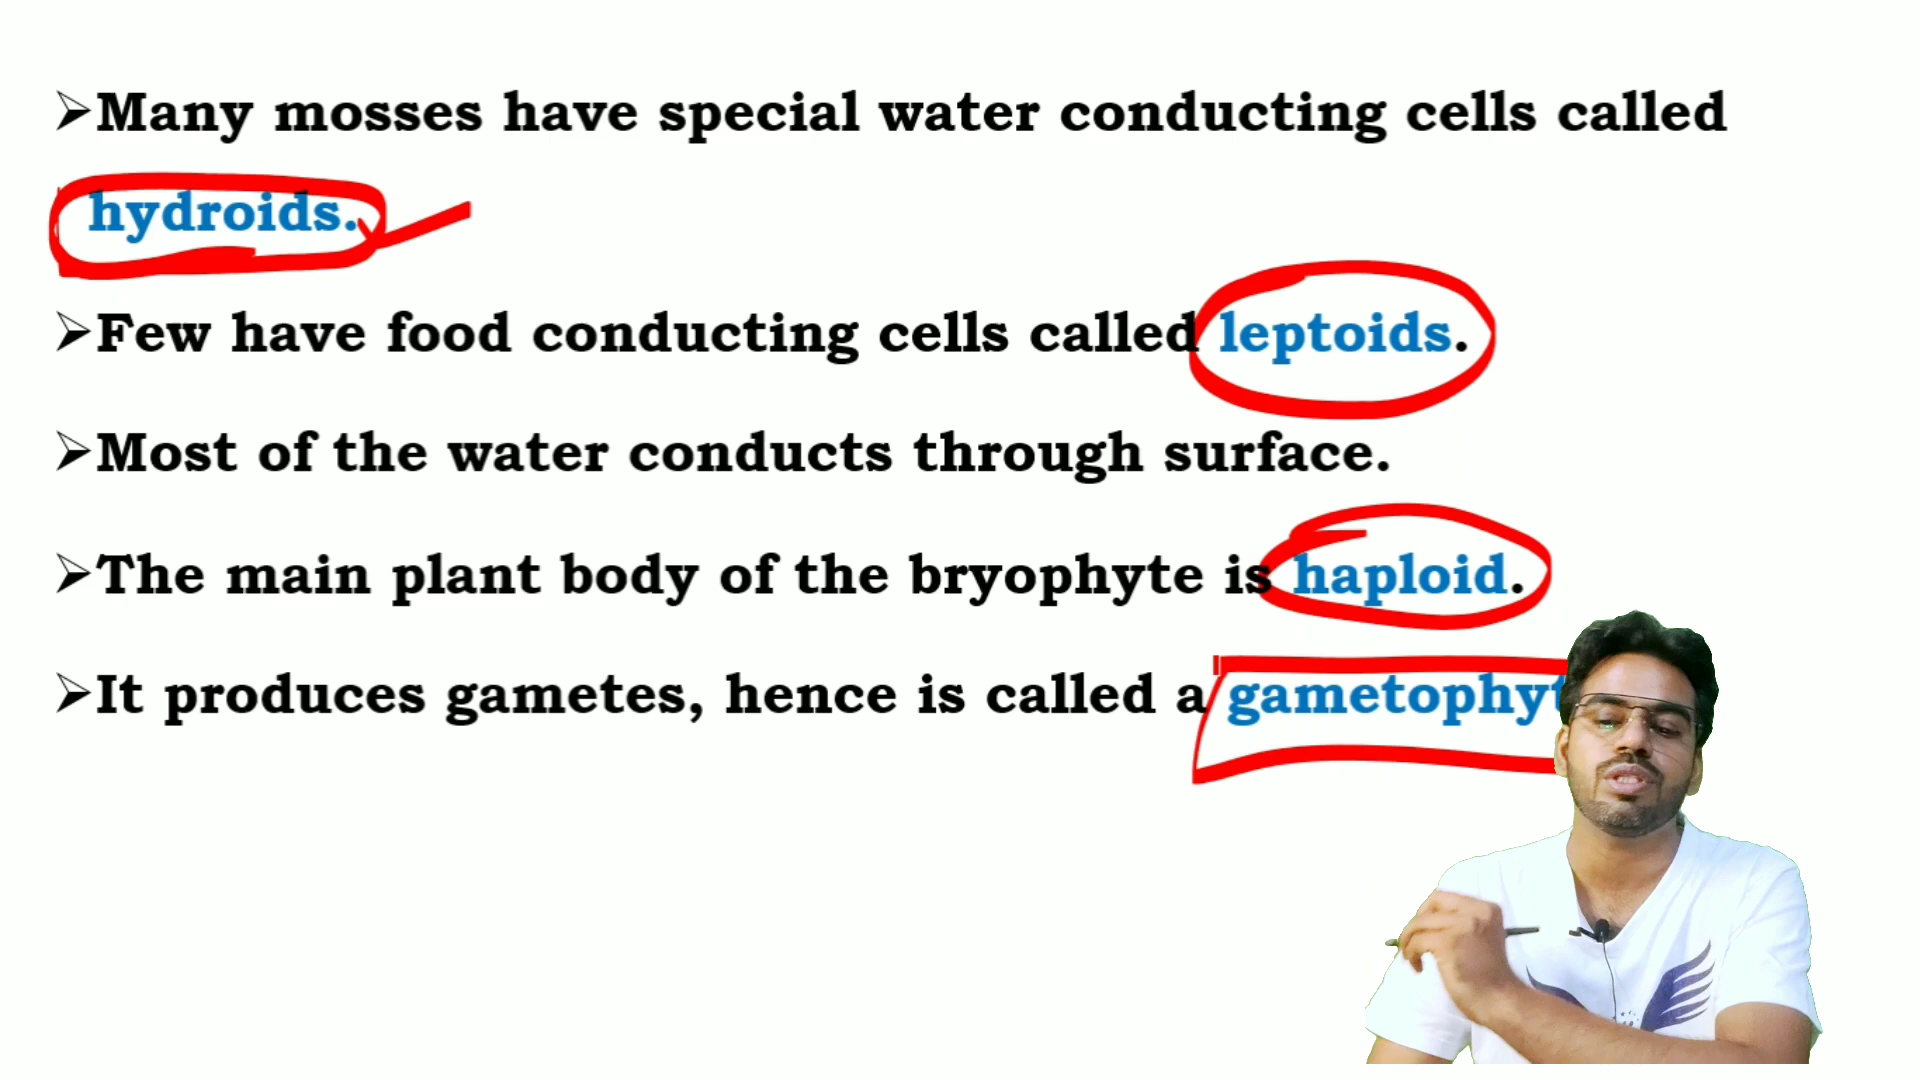 ➢Many mosses have special water conducting cells called
hydroids.
➢Few have food conducting cells called leptoids.
➢Most of the water conducts through surface.
➢The main plant body of the bryophyte is haploid.
➢It produces gametes, hence is called a